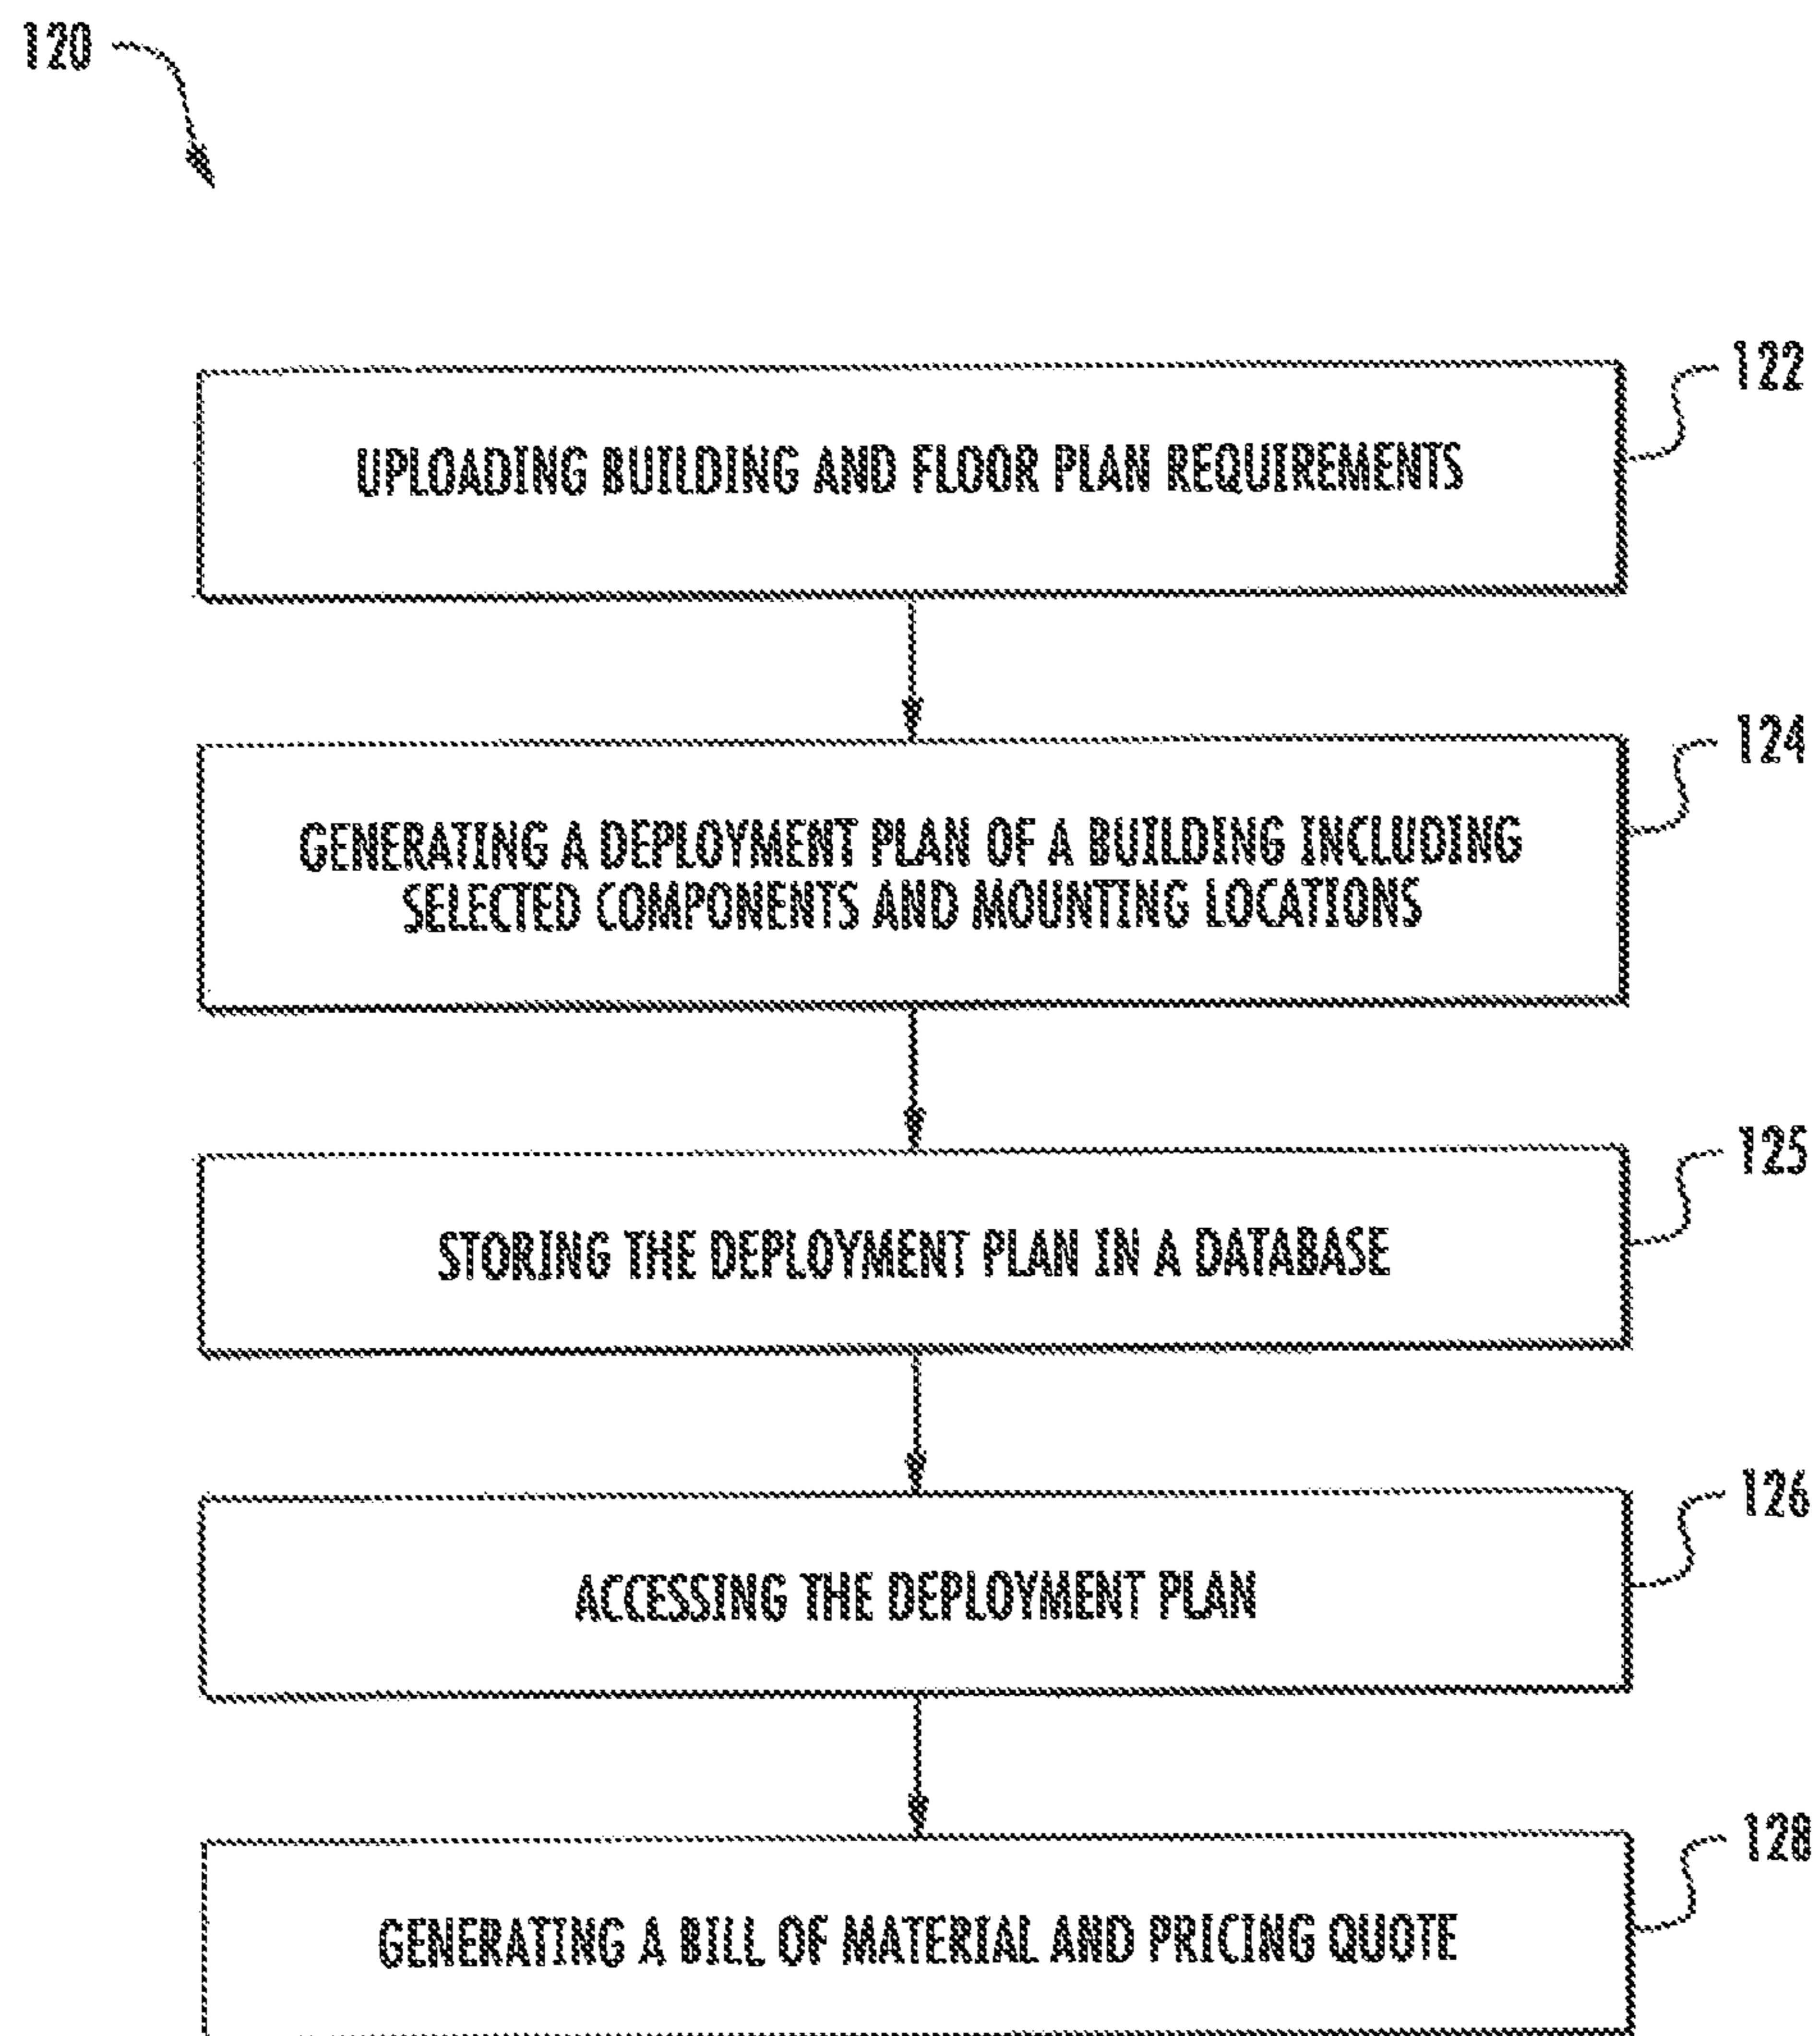 120
122
UPLOADING BUILDING AND FLOOR PLAN REQUIREMENTS
124
GENERATING A DEPLOYMENT PLAN OF A BUILDING INCLUDING
SELECTED COMPONENTS AND MOUNTING LOCATIONS
125
STORING THE DEPLOYMENT PLAN IN A DATABASE
126
ACCESSING THE DEPLOYMENT PLAN
128
GENERATING A BILL OF MATERIAL AND PRICING QUOTE